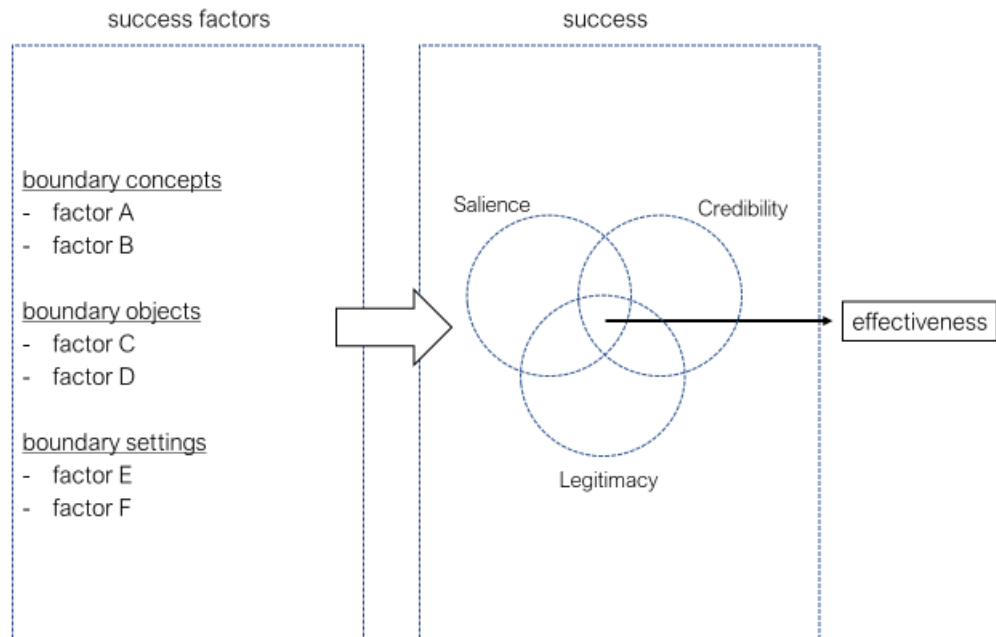 success factors
success
boundary concepts
- factor A
- factor B
boundary objects
- factor C
- factor D
boundary settings
- factor E
- factor F
Salience
Credibility
Legitimacy
effectiveness